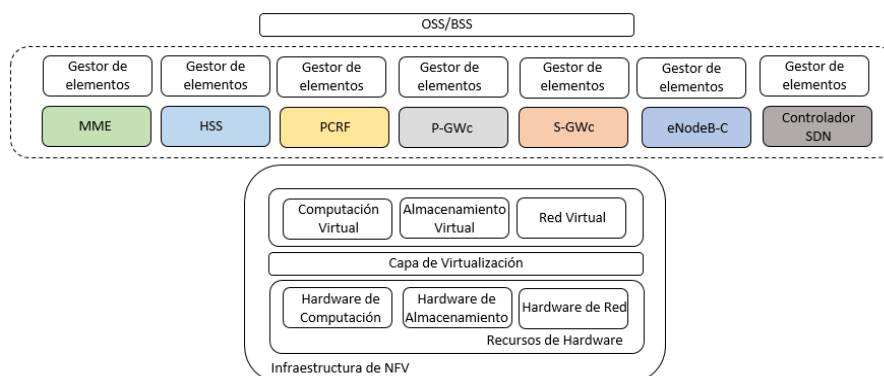 OSS/BSS
Gestor de elementos
Gestor de elementos
Gestor de elementos
Gestor de elementos
Gestor de elementos
Gestor de elementos
Gestor de elementos
MME
HSS
PCRF
P-GWc
S-GWc
eNodeB-C
Controlador SDN
Computación Virtual
Almacenamiento Virtual
Red Virtual
Capa de Virtualización
Hardware de Computación
Hardware de Almacenamiento
Hardware de Red
Recursos de Hardware
Infraestructura de NFV